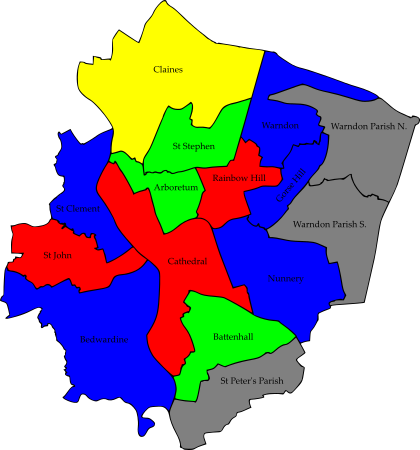 Claines
Warndon
Warndon Parish N.
St Stephen
Rainbow Hill
Arboretum
Gorse Hill
St Clement
Warndon Parish S.
St John
Cathedral
Nunnery
Bedwardine
Battenhall
St Peter's Parish